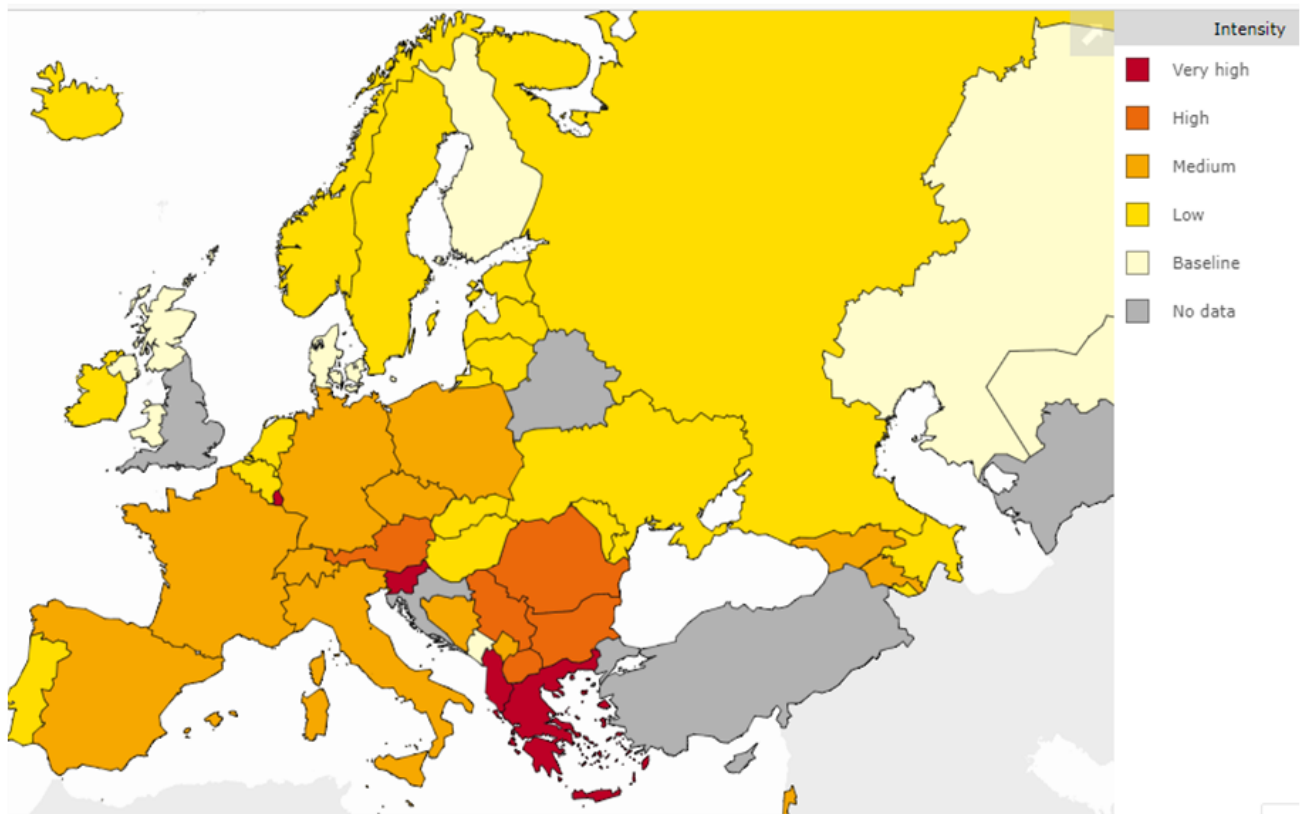 Intensity
Very high
High
Medium
Low
Baseline
No data